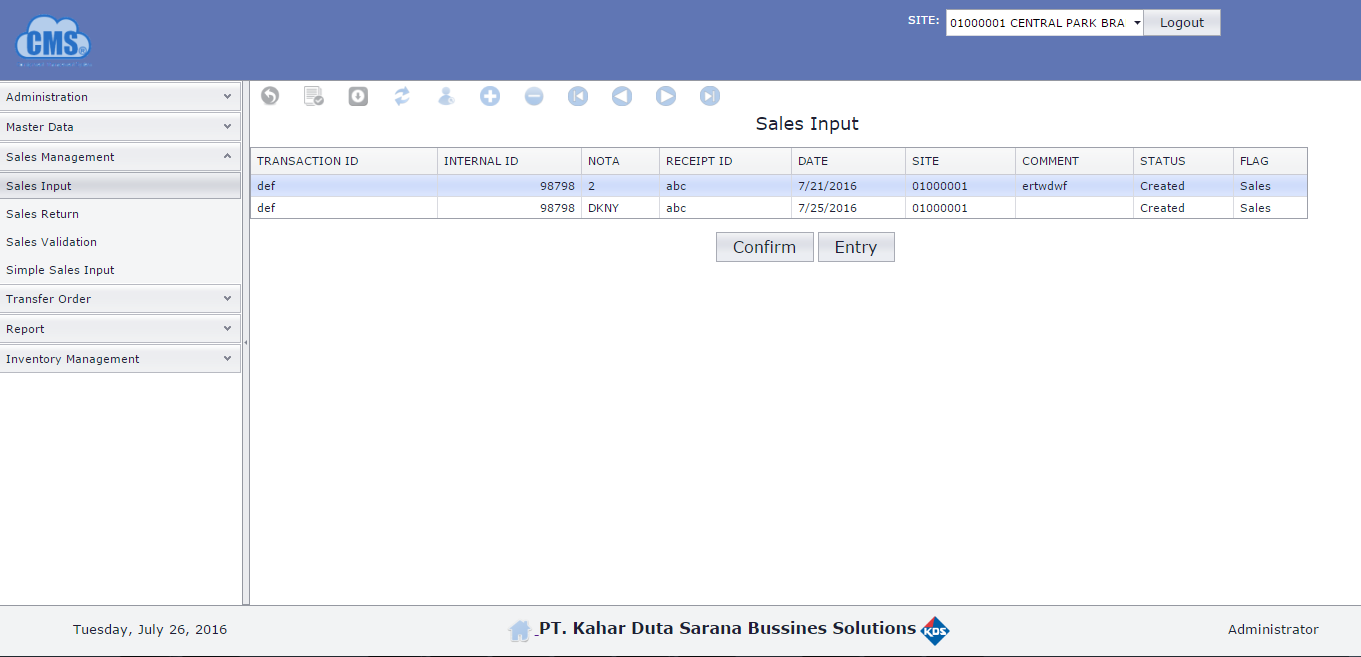 CMS
SITE: 01000001 CENTRAL PARK BRA Logout
Administration
Master Data
Sales Management
Sales Input
Sales Return
Sales Validation
Simple Sales Input
Transfer Order
Report
Inventory Management
Sales Input
TRANSACTION ID INTERNAL ID NOTA RECEIPT ID DATE SITE COMMENT STATUS FLAG
def 98798 2 abc 7/21/2016 01000001 ertwdwf Created Sales
def 98798 DKNY abc 7/25/2016 01000001 Created Sales
Confirm Entry
Tuesday, July 26, 2016 PT. Kahar Duta Sarana Bussines Solutions KDS Administrator